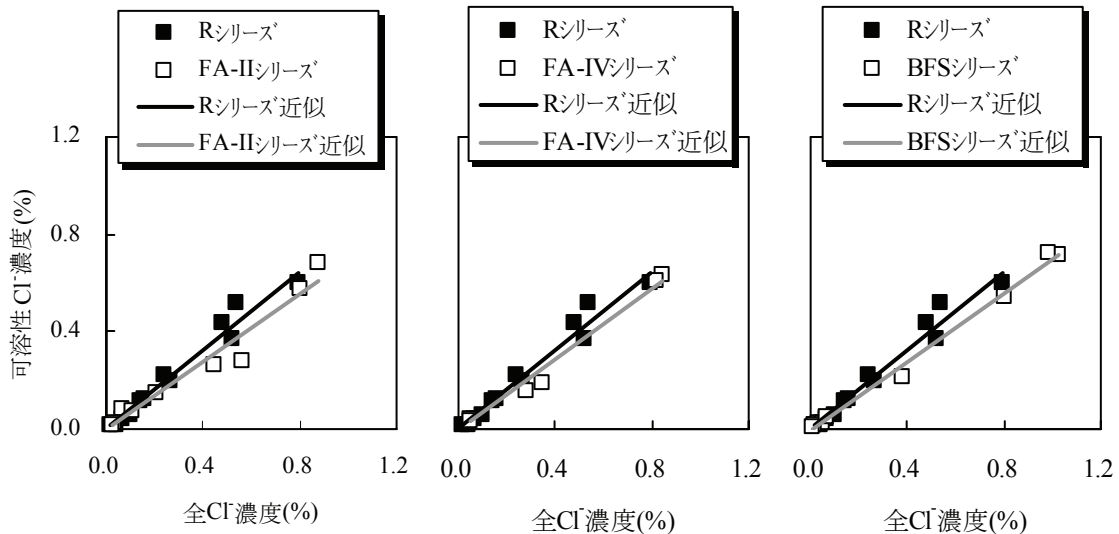 Rシリーズ
FA-IIシリーズ
Rシリーズ近似
FA-IIシリーズ近似
Rシリーズ
FA-IVシリーズ
Rシリーズ近似
FA-IVシリーズ近似
Rシリーズ
BFSシリーズ
Rシリーズ近似
BFSシリーズ近似
可溶性Cl⁻濃度(%)
1.2
0.8
0.4
0.0
0.0 0.4 0.8 1.2
全Cl⁻濃度(%)
0.0 0.4 0.8 1.2
全Cl⁻濃度(%)
0.0 0.4 0.8 1.2
全Cl⁻濃度(%)